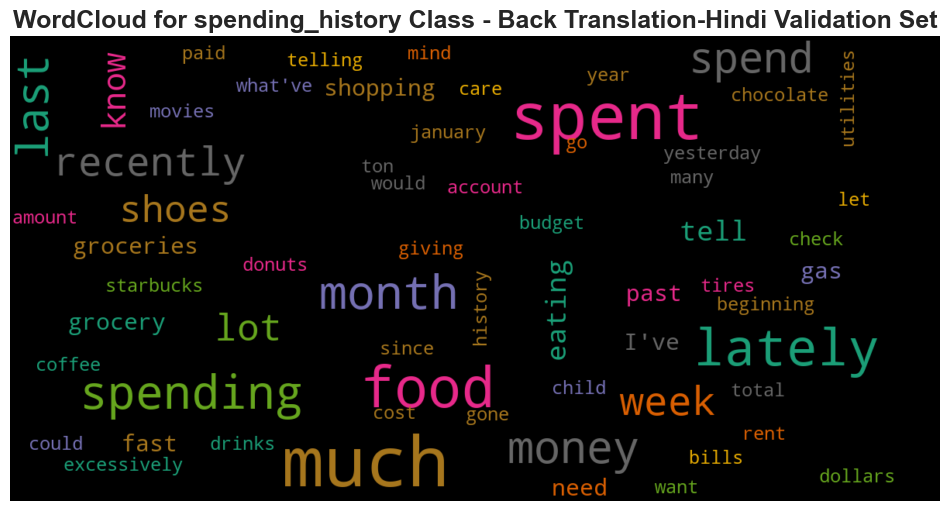 WordCloud for spending_history Class - Back Translation-Hindi Validation Set
last
know
paid
telling
mind
spend
what've
shopping
care
year
chocolate
utilities
movies
spent
january
go
recently
ton
would
account
yesterday
many
amount
shoes
let
groceries
budget
tell
check
giving
donuts
starbucks
month
history
eating
past
tires
gas
beginning
grocery
lot
since
I've
lately
coffee
spending
food
cost
gone
child
week
total
could
fast
drinks
excessively
much
money
rent
bills
need
want
dollars